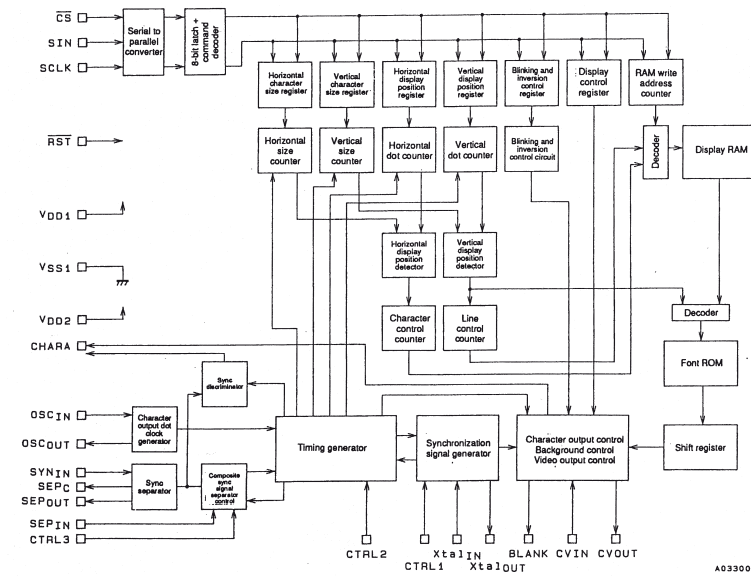 CS
SIN
SCLK
Serial to
parallel
converter
8-bit latch +
command
decoder
Horizontal
character
size register
Vertical
character
size register
Horizontal
display
position
register
Vertical
display
position
register
Blinking and
inversion
control
register
Display
control
register
RAM write
address
counter
RST
Horizontal
size
counter
Vertical
size
counter
Horizontal
dot counter
Vertical
dot counter
Blinking and
inversion
control circuit
Decoder
Display RAM
VDD1
Horizontal
display
position
detector
Vertical
display
position
detector
VSS1
VDD2
Character
control
counter
Line
control
counter
Decoder
CHARA
Font ROM
Sync
discriminator
OSCIN
OSCOUT
Character
output dot
clock
generator
Timing generator
Synchronization
signal generator
Character output control
Background control
Video output control
Shift register
SYNIN
SEPC
SEPOUT
SEPIN
CTRL3
Sync
separator
Composite
sync
signal
separator
control
CTRL2
XtalIN
BLANK
CVIN
CVOUT
CTRL1
XtalOUT
A03300